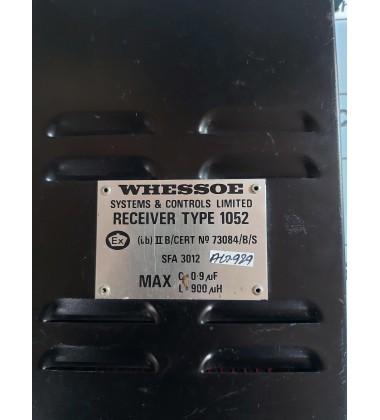 WHESSOE
SYSTEMS & CONTROLS LIMITED
RECEIVER TYPE 1052
Ex (i.b) II B/CERT Nº 73084/B/S
SFA 3012
MAX C 0·9 µF
L 900 µH